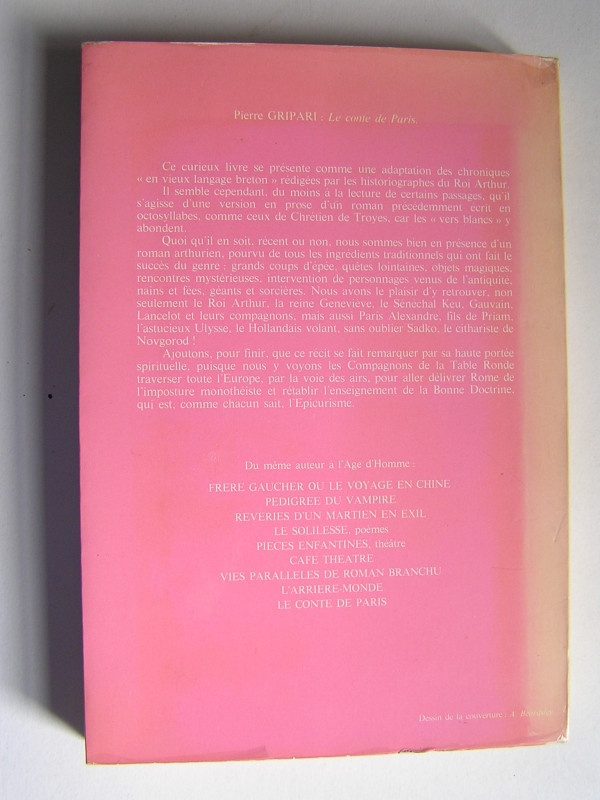 Pierre GRIPARI : Le conte de Paris.
Ce curieux livre se présente comme une adaptation des chroniques
« en vieux langage breton » rédigées par les historiographes du Roi Arthur.
Il semble cependant, du moins à la lecture de certains passages, qu'il
s'agisse d'une version en prose d'un roman précédemment écrit en
octosyllabes, comme ceux de Chrétien de Troyes, car les « vers blancs » y
abondent.
Quoi qu'il en soit, récent ou non, nous sommes bien en présence d'un
roman arthurien, pourvu de tous les ingrédients traditionnels qui ont fait le
succès du genre : grands coups d'épée, quêtes lointaines, objets magiques,
rencontres mystérieuses, intervention de personnages venus de l'antiquité,
nains et fées, géants et sorcières. Nous avons le plaisir d'y retrouver, non
seulement le Roi Arthur, la reine Geneviève, le Sénéchal Keu, Gauvain,
Lancelot et leurs compagnons, mais aussi Paris Alexandre, fils de Priam,
l'astucieux Ulysse, le Hollandais volant, sans oublier Sadko, le cithariste de
Novgorod !
Ajoutons, pour finir, que ce récit se fait remarquer par sa haute portée
spirituelle, puisque nous y voyons les Compagnons de la Table Ronde
traverser toute l'Europe, par la voie des airs, pour aller délivrer Rome de
l'imposture monothéiste et rétablir l'enseignement de la Bonne Doctrine,
qui est, comme chacun sait, l'Epicurisme.
Du même auteur à l'Age d'Homme :
FRERE GAUCHER OU LE VOYAGE EN CHINE
PEDIGREE DU VAMPIRE
REVERIES D'UN MARTIEN EN EXIL
LE SOLILESSE, poèmes
PIECES ENFANTINES, théâtre
CAFE THEATRE
VIES PARALLELES DE ROMAN BRANCHU
L'ARRIERE-MONDE
LE CONTE DE PARIS
Dessin de la couverture : A.